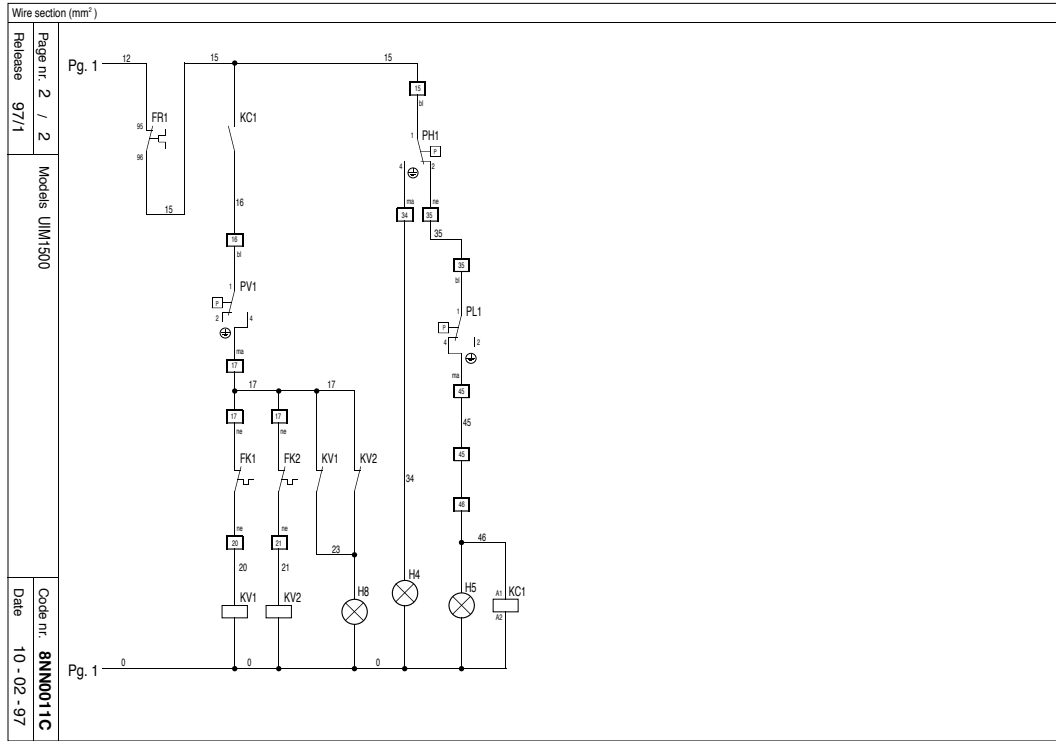 Wire section (mm²)
Page nr. 2 / 2
Release 97/1
Models UIM1500
Code nr. 8NN0011C
Date 10 - 02 - 97
Pg. 1
12
15
15
15
bl
FR1
95
96
15
KC1
16
16
bl
1
PH1
P
4
2
ma
ne
34
35
35
35
bl
1
PV1
P
2
4
ma
17
1
PL1
P
4
2
ma
45
45
17
17
17
17
ne
ne
FK1
FK2
KV1
KV2
45
34
46
ne
ne
20
21
23
46
20
21
H4
KV1
KV2
H8
H5
A1
KC1
A2
Pg. 1
0
0
0